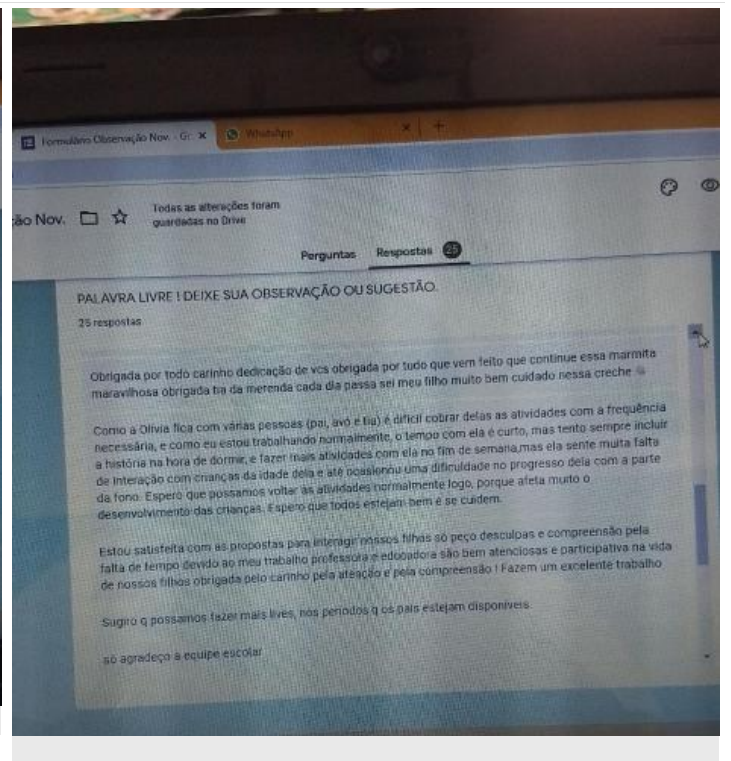 Formulário Observação Nov. - Go
WhatsApp
ão Nov.
Todas as alterações foram
guardadas no Drive
Perguntas Respostas 25
PALAVRA LIVRE ! DEIXE SUA OBSERVAÇÃO OU SUGESTÃO.
25 respostas
Obrigada por todo carinho dedicação de vcs obrigada por tudo que vem feito que continue essa marmita
maravilhosa obrigada tia da merenda cada dia passa sei meu filho muito bem cuidado nessa creche
Como a Olivia fica com várias pessoas (pai, avó e tia) é difícil cobrar delas as atividades com a frequência
necessária, e como eu estou trabalhando normalmente, o tempo com ela é curto, mas tento sempre incluir
a história na hora de dormir, e fazer mais atividades com ela no fim de semana,mas ela sente muita falta
de interação com crianças da idade dela e até ocasionou uma dificuldade no progresso dela com a parte
da fono. Espero que possamos voltar as atividades normalmente logo, porque afeta muito o
desenvolvimento das crianças. Espero que todos estejam bem é se cuidem.
Estou satisfeita com as propostas para interagir nossos filhos só peço desculpas e compreensão pela
falta de tempo devido ao meu trabalho professora e educadora são bem atenciosas e participativa na vida
de nossos filhos obrigada pelo carinho pela atenção e pela compreensão ! Fazem um excelente trabalho
Sugiro q possamos fazer mais lives, nos períodos q os pais estejam disponíveis
só agradeço a equipe escolar